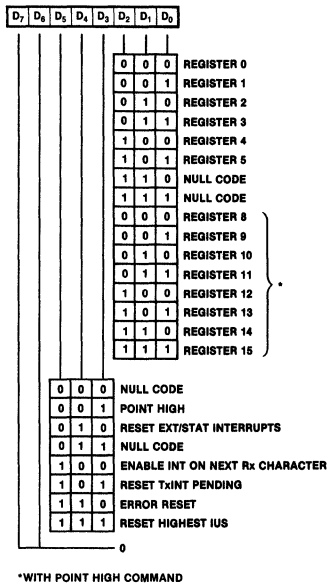 D7 D6 D5 D4 D3 D2 D1 D0
0 0 0 REGISTER 0
0 0 1 REGISTER 1
0 1 0 REGISTER 2
0 1 1 REGISTER 3
1 0 0 REGISTER 4
1 0 1 REGISTER 5
1 1 0 NULL CODE
1 1 1 NULL CODE
0 0 0 REGISTER 8
0 0 1 REGISTER 9
0 1 0 REGISTER 10
0 1 1 REGISTER 11
1 0 0 REGISTER 12 *
1 0 1 REGISTER 13
1 1 0 REGISTER 14
1 1 1 REGISTER 15
0 0 0 NULL CODE
0 0 1 POINT HIGH
0 1 0 RESET EXT/STAT INTERRUPTS
0 1 1 NULL CODE
1 0 0 ENABLE INT ON NEXT Rx CHARACTER
1 0 1 RESET TxINT PENDING
1 1 0 ERROR RESET
1 1 1 RESET HIGHEST IUS
0
*WITH POINT HIGH COMMAND